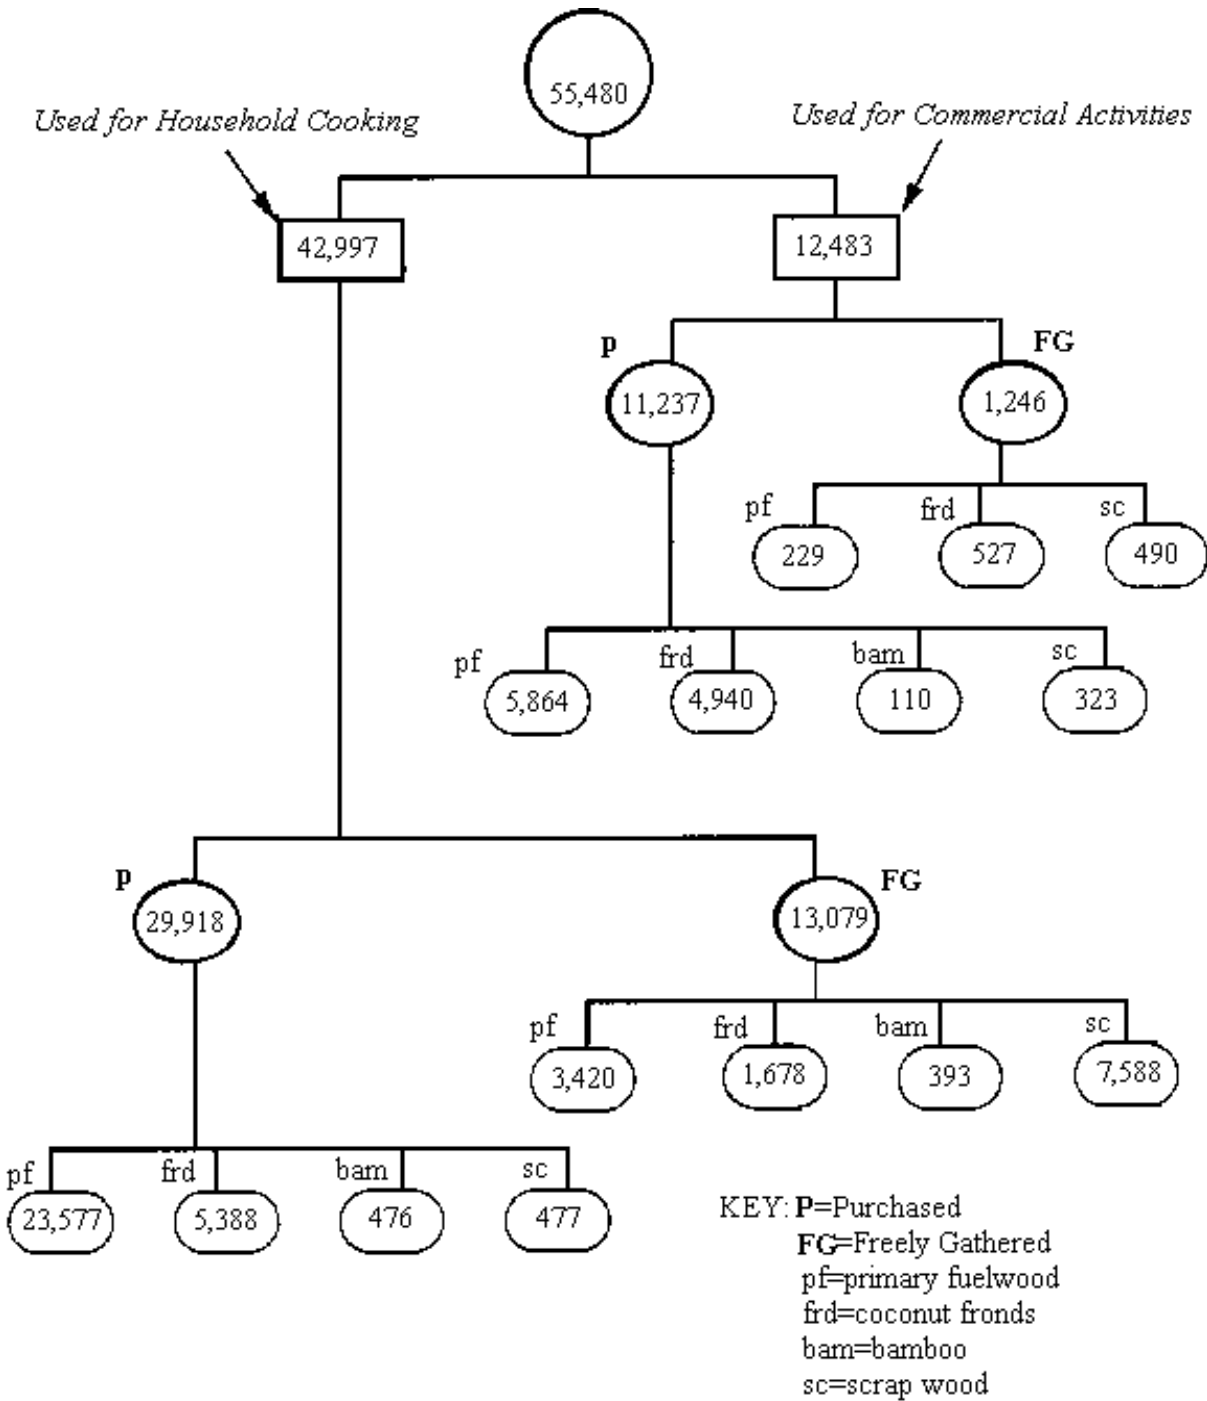 55,480
Used for Household Cooking
Used for Commercial Activities
42,997
12,483
p
FG
11,237
1,246
pf
frd
sc
229
527
490
pf
frd
bam
sc
5,864
4,940
110
323
p
FG
29,918
13,079
pf
frd
bam
sc
3,420
1,678
393
7,588
pf
frd
bam
sc
23,577
5,388
476
477
KEY: P=Purchased
FG=Freely Gathered
pf=primary fuelwood
frd=coconut fronds
bam=bamboo
sc=scrap wood